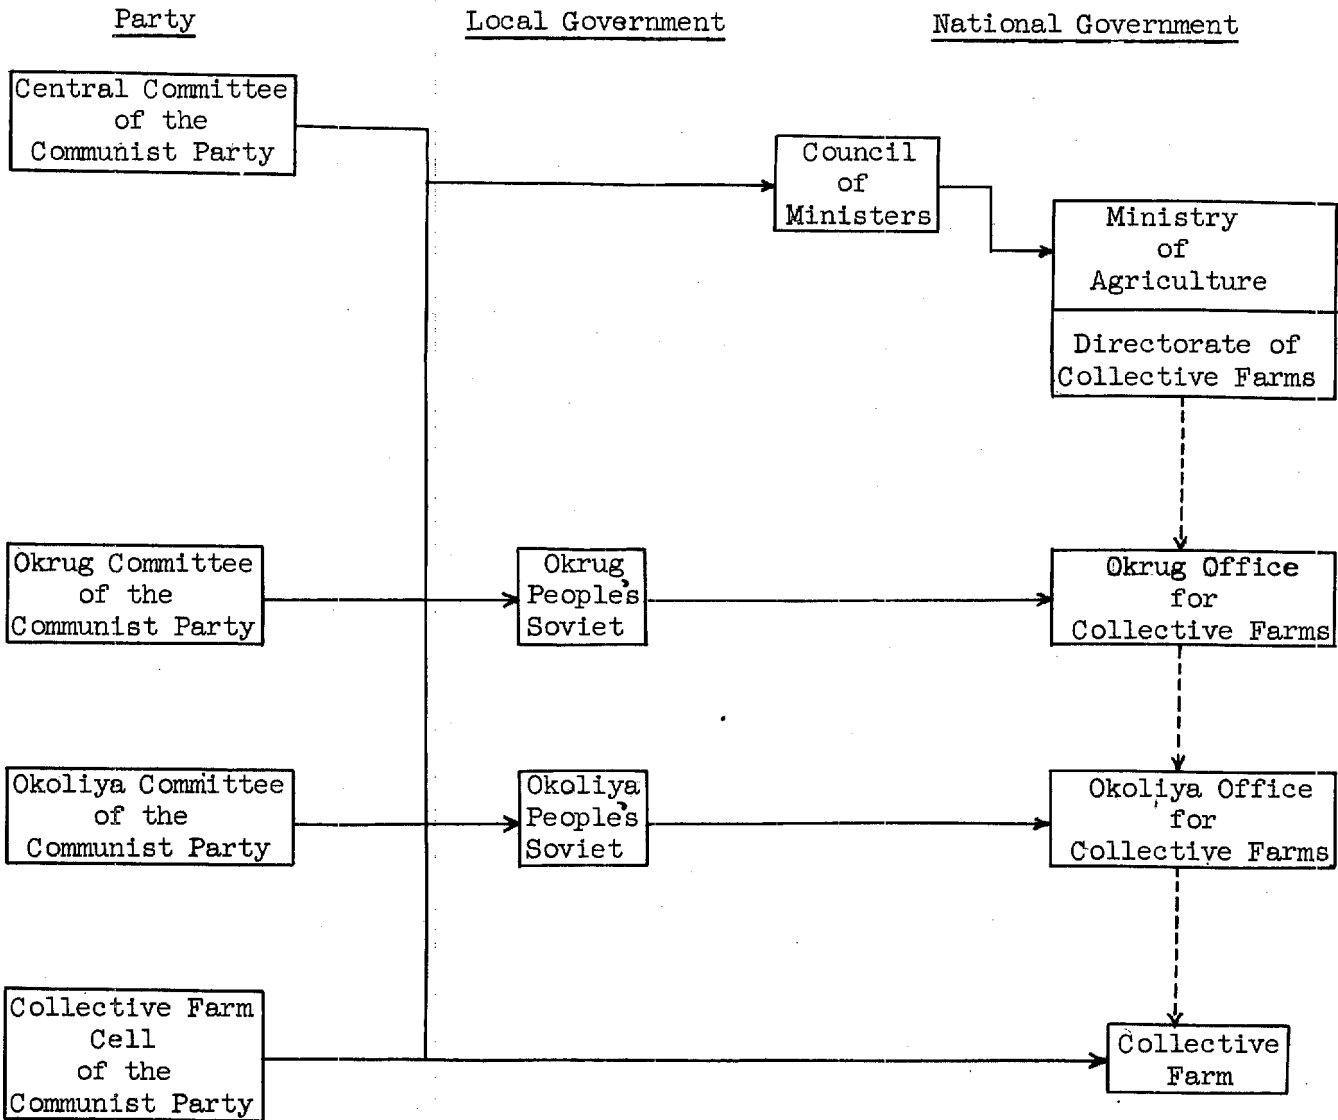 Party
Local Government
National Government
Central Committee
of the
Communist Party
Council
of
Ministers
Ministry
of
Agriculture
Directorate of
Collective Farms
Okrug Committee
of the
Communist Party
Okrug
People's
Soviet
Okrug Office
for
Collective Farms
Okoliya Committee
of the
Communist Party
Okoliya
People's
Soviet
Okoliya Office
for
Collective Farms
Collective Farm
Cell
of the
Communist Party
Collective
Farm